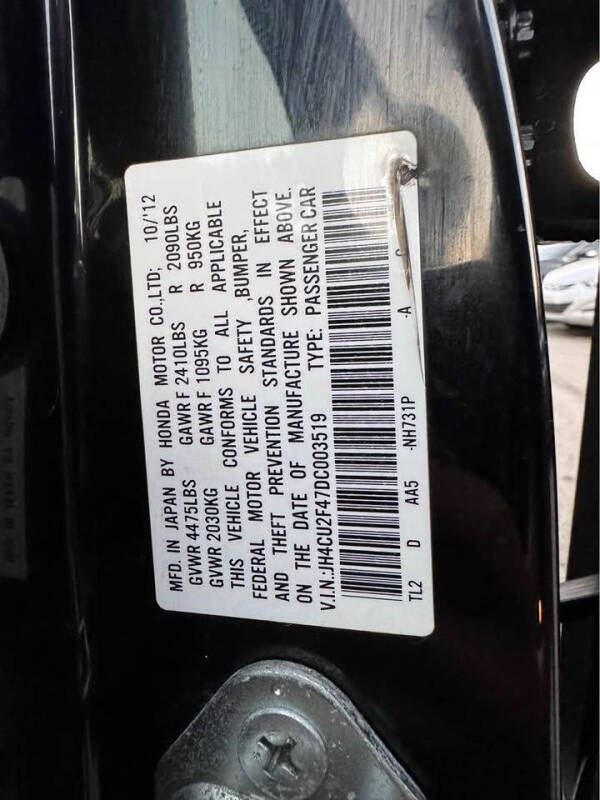 MFD. IN JAPAN BY HONDA MOTOR CO.,LTD; 10/'12
GVWR 4475LBS GAWR F 2410LBS R 2090LBS
GVWR 2030KG GAWR F 1095KG R 950KG
THIS VEHICLE CONFORMS TO ALL APPLICABLE
FEDERAL MOTOR VEHICLE SAFETY ,BUMPER,
AND THEFT PREVENTION STANDARDS IN EFFECT
ON THE DATE OF MANUFACTURE SHOWN ABOVE.
V.I.N.:JH4CU2F47DC003519 TYPE: PASSENGER CAR
TL2 D AA5 -NH731P -A C